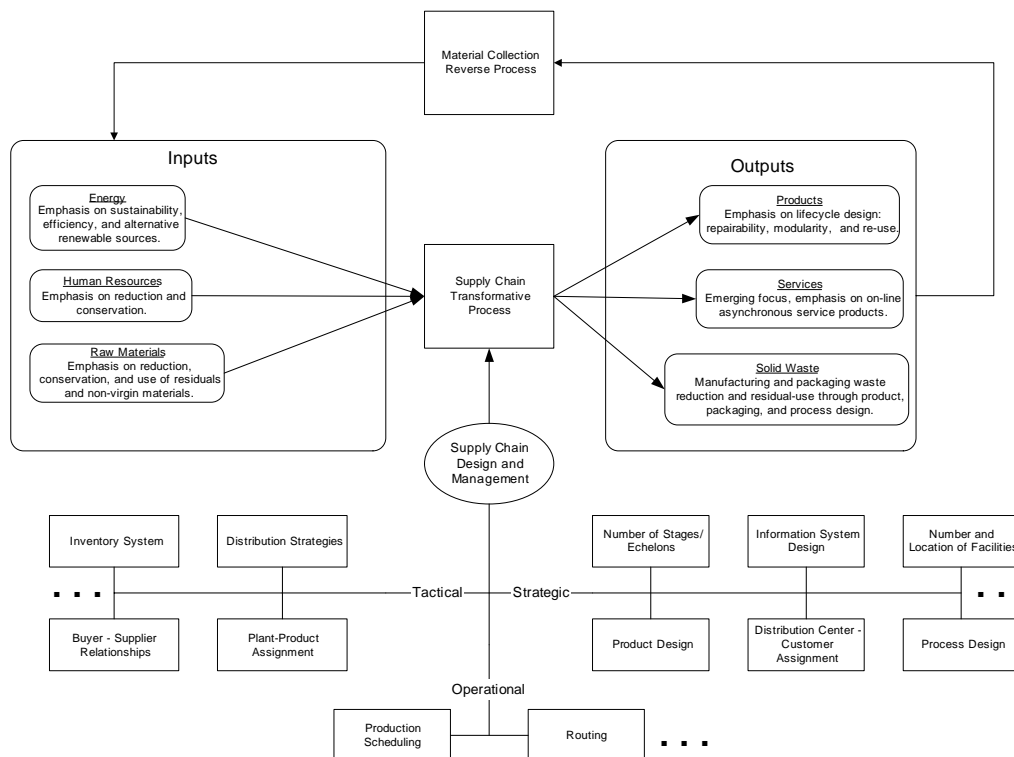 Material Collection
Reverse Process
Inputs
Energy
Emphasis on sustainability,
efficiency, and alternative
renewable sources.
Human Resources
Emphasis on reduction and
conservation.
Raw Materials
Emphasis on reduction,
conservation, and use of residuals
and non-virgin materials.
Supply Chain
Transformative
Process
Outputs
Products
Emphasis on lifecycle design:
repairability, modularity, and re-use.
Services
Emerging focus, emphasis on on-line
asynchronous service products.
Solid Waste
Manufacturing and packaging waste
reduction and residual-use through product,
packaging, and process design.
Supply Chain
Design and
Management
Inventory System
Distribution Strategies
Number of Stages/
Echelons
Information System
Design
Number and
Location of Facilities
. . .
Tactical
Strategic
. .
Buyer - Supplier
Relationships
Plant-Product
Assignment
Product Design
Distribution Center -
Customer
Assignment
Process Design
Operational
Production
Scheduling
Routing
. . .